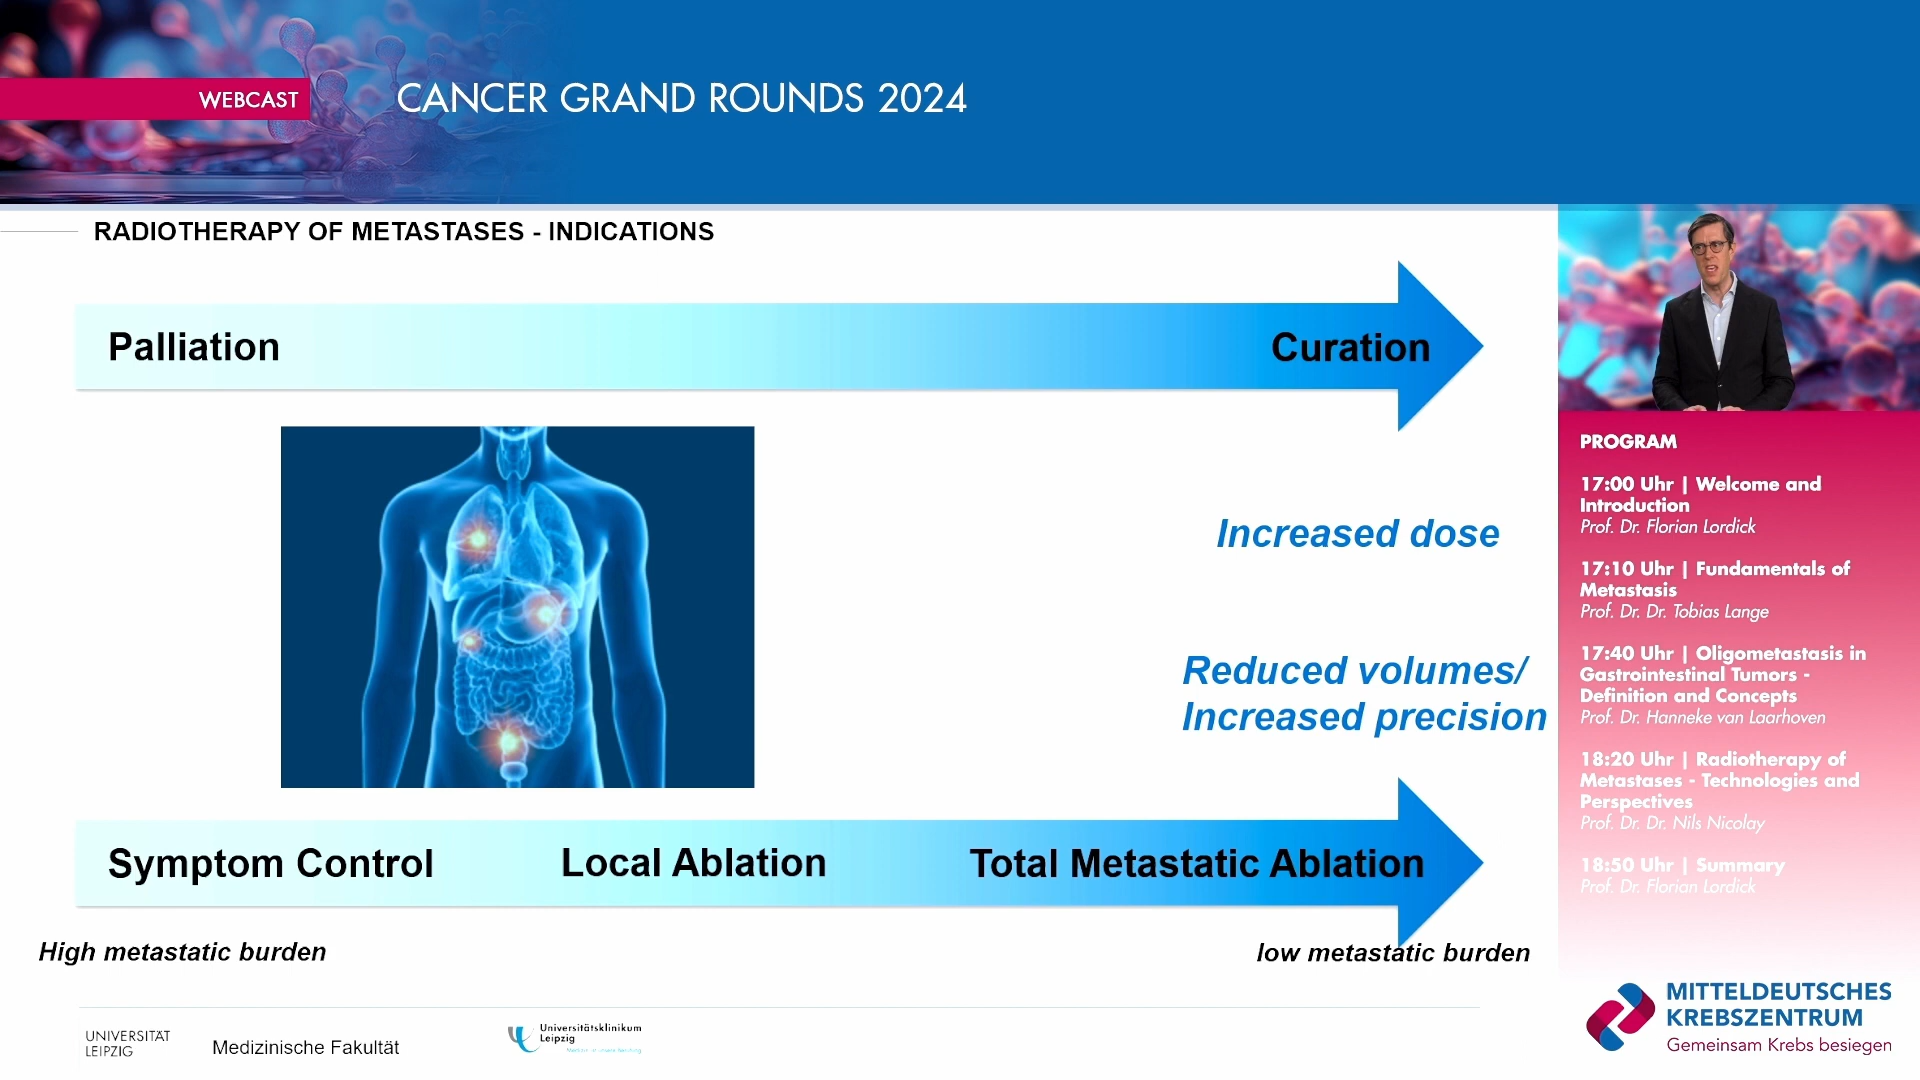 WEBCAST
CANCER GRAND ROUNDS 2024
RADIOTHERAPY OF METASTASES - INDICATIONS
Palliation
Curation
Increased dose
Reduced volumes/
Increased precision
Symptom Control
Local Ablation
Total Metastatic Ablation
High metastatic burden
low metastatic burden
UNIVERSITÄT
LEIPZIG
Medizinische Fakultät
Universitätsklinikum
Leipzig
PROGRAM
17:00 Uhr | Welcome and
Introduction
Prof. Dr. Florian Lordick
17:10 Uhr | Fundamentals of
Metastasis
Prof. Dr. Dr. Tobias Lange
17:40 Uhr | Oligometastasis in
Gastrointestinal Tumors -
Definition and Concepts
Prof. Dr. Hanneke van Laarhoven
18:20 Uhr | Radiotherapy of
Metastases - Technologies and
Perspectives
Prof. Dr. Dr. Nils Nicolay
18:50 Uhr | Summary
Prof. Dr. Florian Lordick
MITTELDEUTSCHES
KREBSZENTRUM
Gemeinsam Krebs besiegen